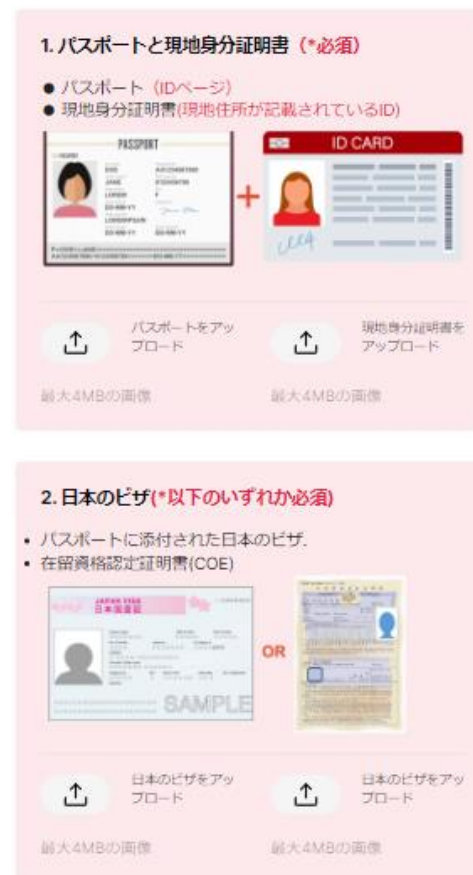 1. パスポートと現地身分証明書 (*必須)
● パスポート (IDページ)
● 現地身分証明書(現地住所が記載されているID)
PASSPORT
ID CARD
+
パスポートをアッ
プロード
現地身分証明書を
アップロード
最大4MBの画像
最大4MBの画像
2. 日本のビザ(*以下のいずれか必須)
• パスポートに添付された日本のビザ.
• 在留資格認定証明書(COE)
JAPAN VISA
日本国査証
OR
SAMPLE
日本のビザをアッ
プロード
日本のビザをアッ
プロード
最大4MBの画像
最大4MBの画像